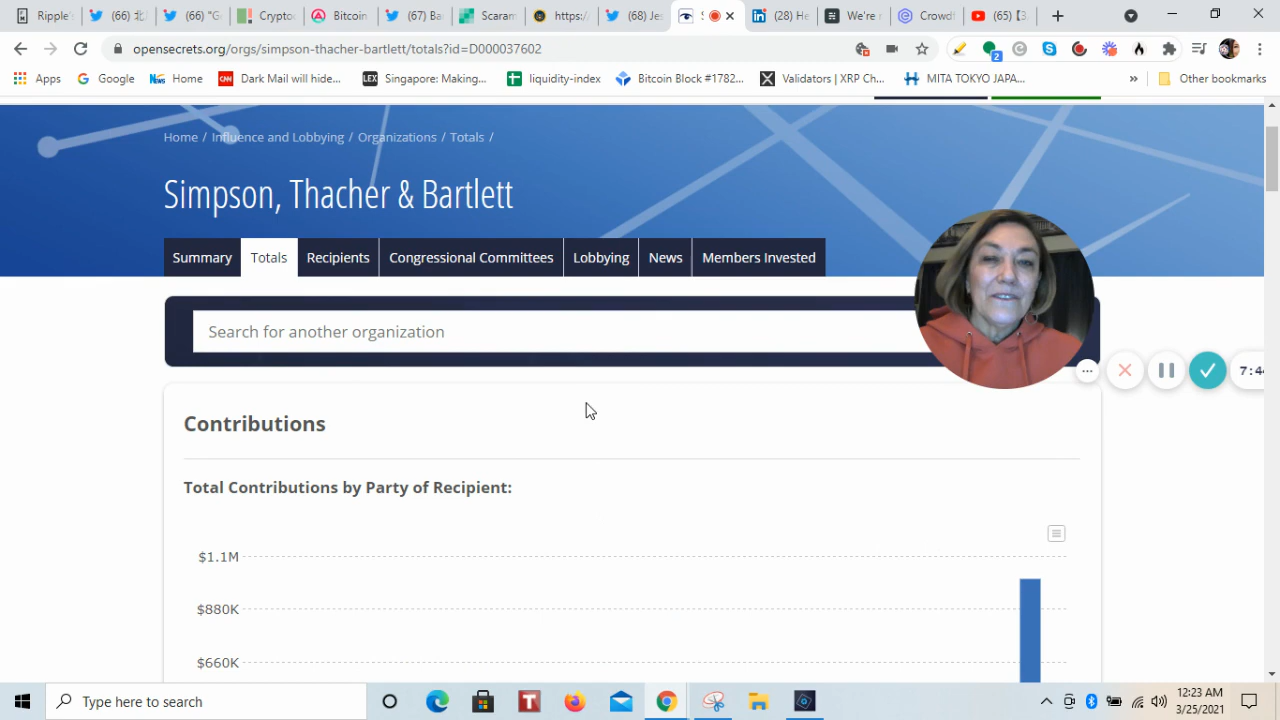 Ripple's
(66)
(66) "G
Crypto
Bitcoin
(67) Ba
Scaram
https:/
(68) Je
S
(28) He
We're
Crowdf
(65)
opensecrets.org/orgs/simpson-thacher-bartlett/totals?id=D000037602
2
Apps
Google
Home
Dark Mail will hide...
Singapore: Making...
liquidity-index
Bitcoin Block #1782...
Validators | XRP Ch...
MITA TOKYO JAPA...
»
Other bookmarks
Home / Influence and Lobbying / Organizations / Totals /
Simpson, Thacher & Bartlett
Summary
Totals
Recipients
Congressional Committees
Lobbying
News
Members Invested
Search for another organization
7:4
Contributions
Total Contributions by Party of Recipient:
$1.1M
$880K
$660K
Type here to search
12:23 AM
3/25/2021